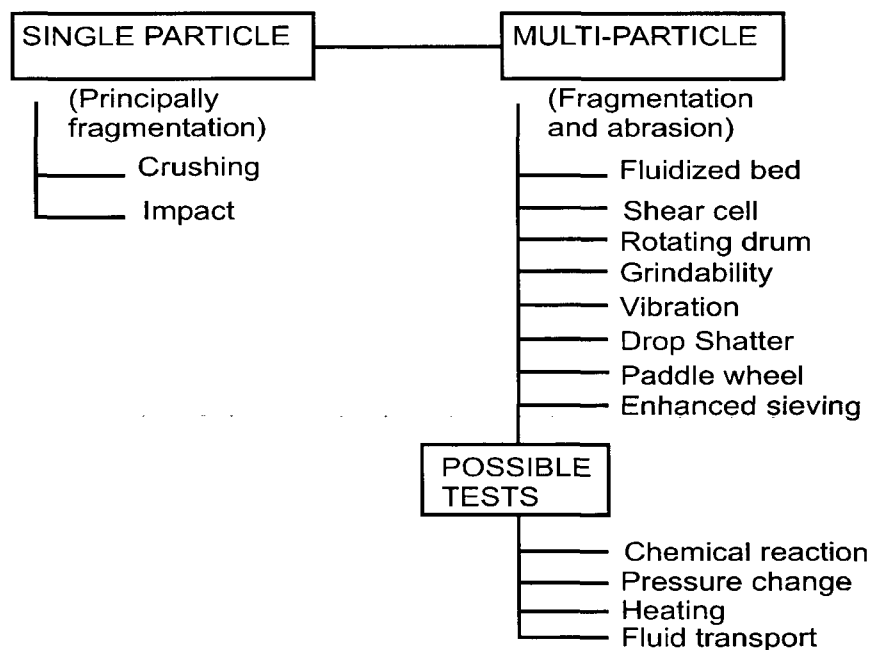 SINGLE PARTICLE
(Principally
fragmentation)
Crushing
Impact
MULTI-PARTICLE
(Fragmentation
and abrasion)
Fluidized bed
Shear cell
Rotating drum
Grindability
Vibration
Drop Shatter
Paddle wheel
Enhanced sieving
POSSIBLE
TESTS
Chemical reaction
Pressure change
Heating
Fluid transport